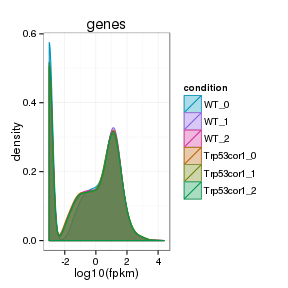 genes
0.6
0.4
0.2
0.0
density
-2
0
2
4
log10(fpkm)
condition
WT_0
WT_1
WT_2
Trp53cor1_0
Trp53cor1_1
Trp53cor1_2